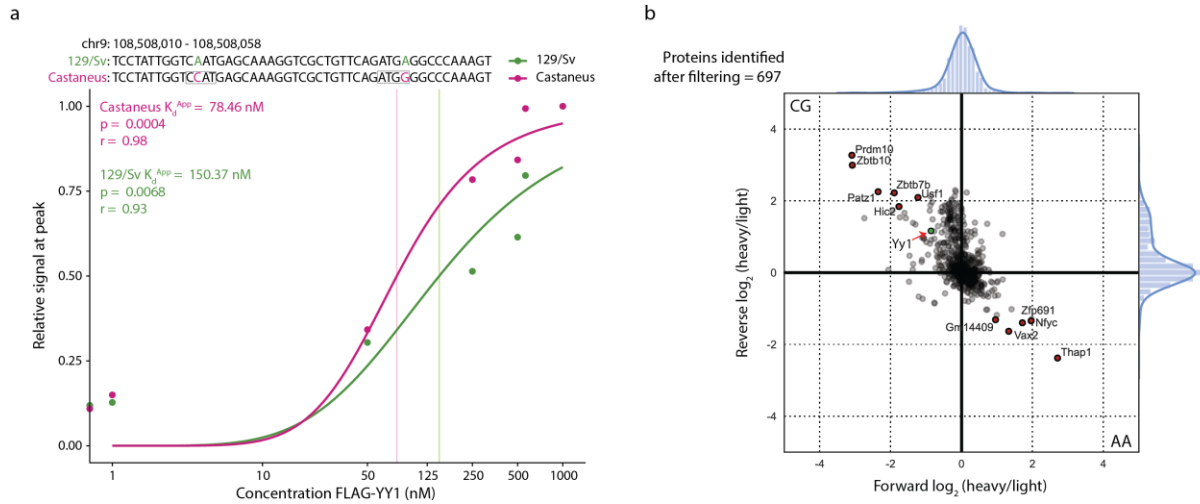 a
chr9: 108,508,010 - 108,508,058
129/Sv: TCCTATTGGTCAATGAGCAAAGGTCGCTGTTCAGATGAGGCCCAAAGT
Castaneus: TCCTATTGGTCCATGAGCAAAGGTCGCTGTTCAGATGGGGCCCAAAGT
129/Sv
Castaneus
Castaneus Kd^App = 78.46 nM
p = 0.0004
r = 0.98
129/Sv Kd^App = 150.37 nM
p = 0.0068
r = 0.93
Relative signal at peak
1.00
0.75
0.50
0.25
0.00
1
10
50
125
250
450
1000
Concentration FLAG-YY1 (nM)
b
Proteins identified
after filtering = 697
CG
Prdm10
Zbtb10
Patz1
Zbtb7b
Usf1
Hic2
Yy1
Zfp691
Gm14409
Nfyc
Vax2
Thap1
AA
Reverse log2 (heavy/light)
4
2
0
-2
-4
-4
-2
0
2
4
Forward log2 (heavy/light)